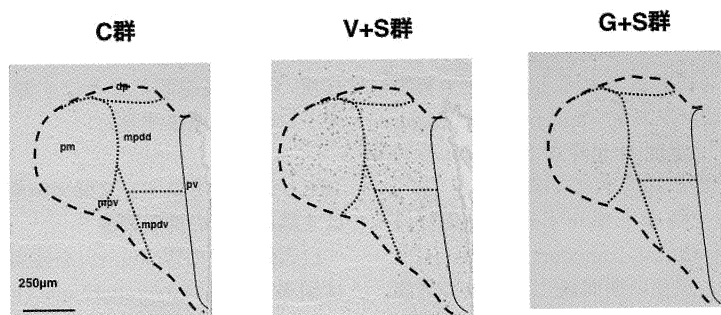 C群
V+S群
G+S群
dp
mpdd
pm
pv
mpv
mpdv
250µm